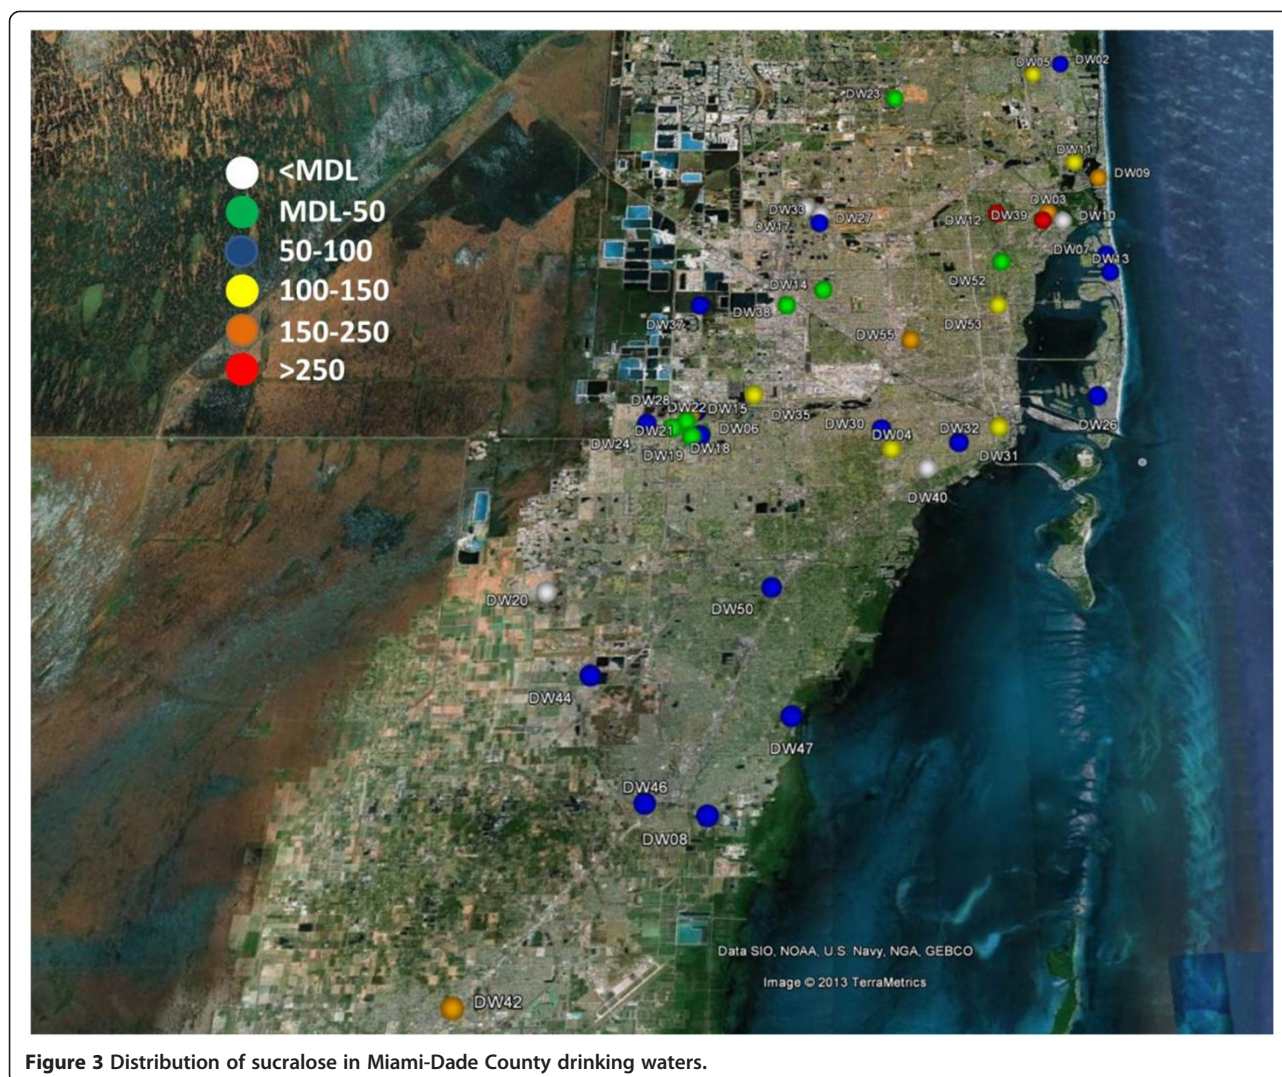 DW05
DW02
DW23
<MDL
MDL-50
50-100
100-150
150-250
>250
DW11
DW09
DW33
DW27
DW17
DW12
DW39
DW03
DW10
DW07
DW13
DW14
DW52
DW37
DW38
DW53
DW55
DW28
DW22
DW15
DW35
DW21
DW06
DW30
DW04
DW32
DW26
DW24
DW19
DW18
DW31
DW40
DW20
DW50
DW44
DW47
DW46
DW08
Data SIO, NOAA, U.S. Navy, NGA, GEBCO
Image © 2013 TerraMetrics
DW42
Figure 3 Distribution of sucralose in Miami-Dade County drinking waters.